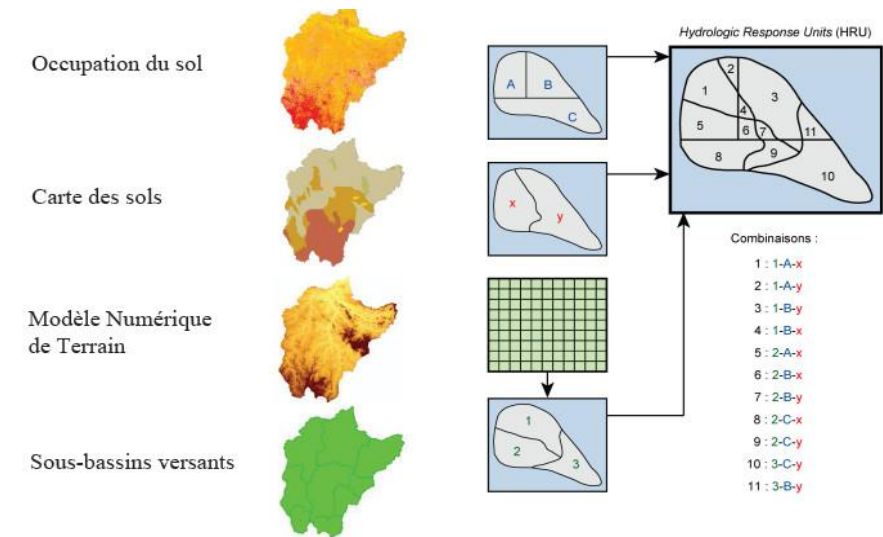 Occupation du sol
Carte des sols
Modèle Numérique
de Terrain
Sous-bassins versants
A
B
C
x
y
1
2
3
Hydrologic Response Units (HRU)
1
2
3
4
5
6
7
11
8
9
10
Combinaisons :
1 : 1-A-x
2 : 1-A-y
3 : 1-B-y
4 : 1-B-x
5 : 2-A-x
6 : 2-B-x
7 : 2-B-y
8 : 2-C-x
9 : 2-C-y
10 : 3-C-y
11 : 3-B-y